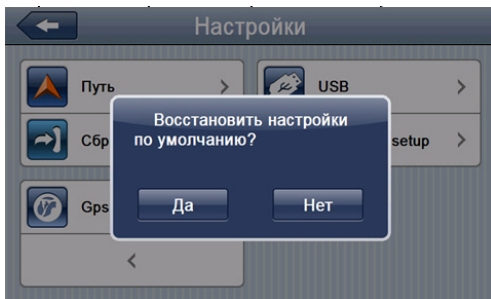 Настройки
Путь
USB
Восстановить настройки
по умолчанию?
Сбр
setup
Gps
Да
Нет